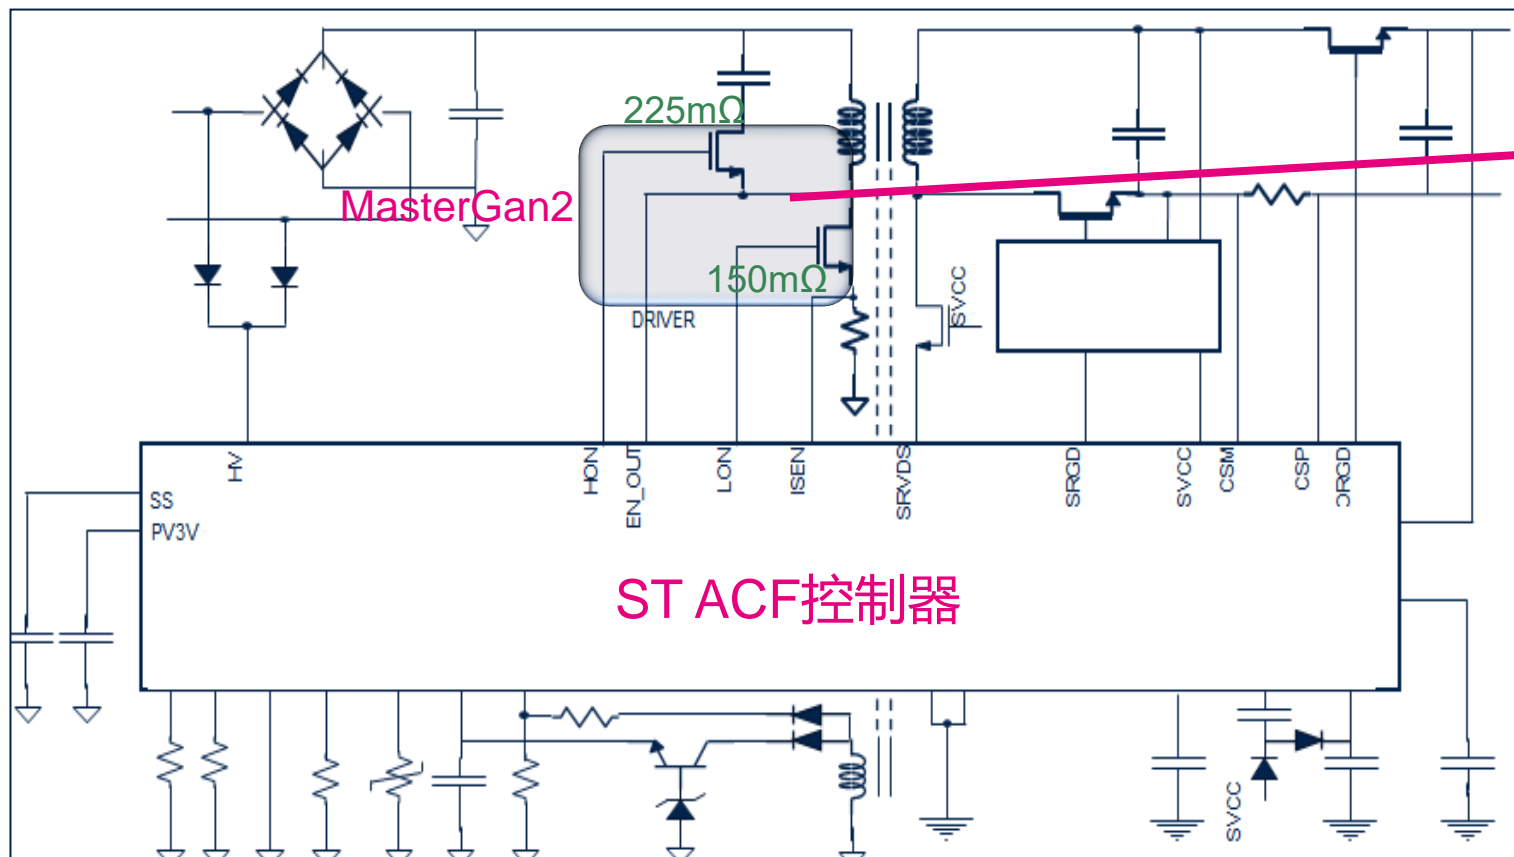 225mΩ
MasterGan2
150mΩ
DRIVER
SVCC
HV
HON
EN_OUT
LON
ISEN
SRVDS
SRGD
SVCC
CSM
CSP
ORGD
SS
PV3V
ST ACF控制器
SVCC